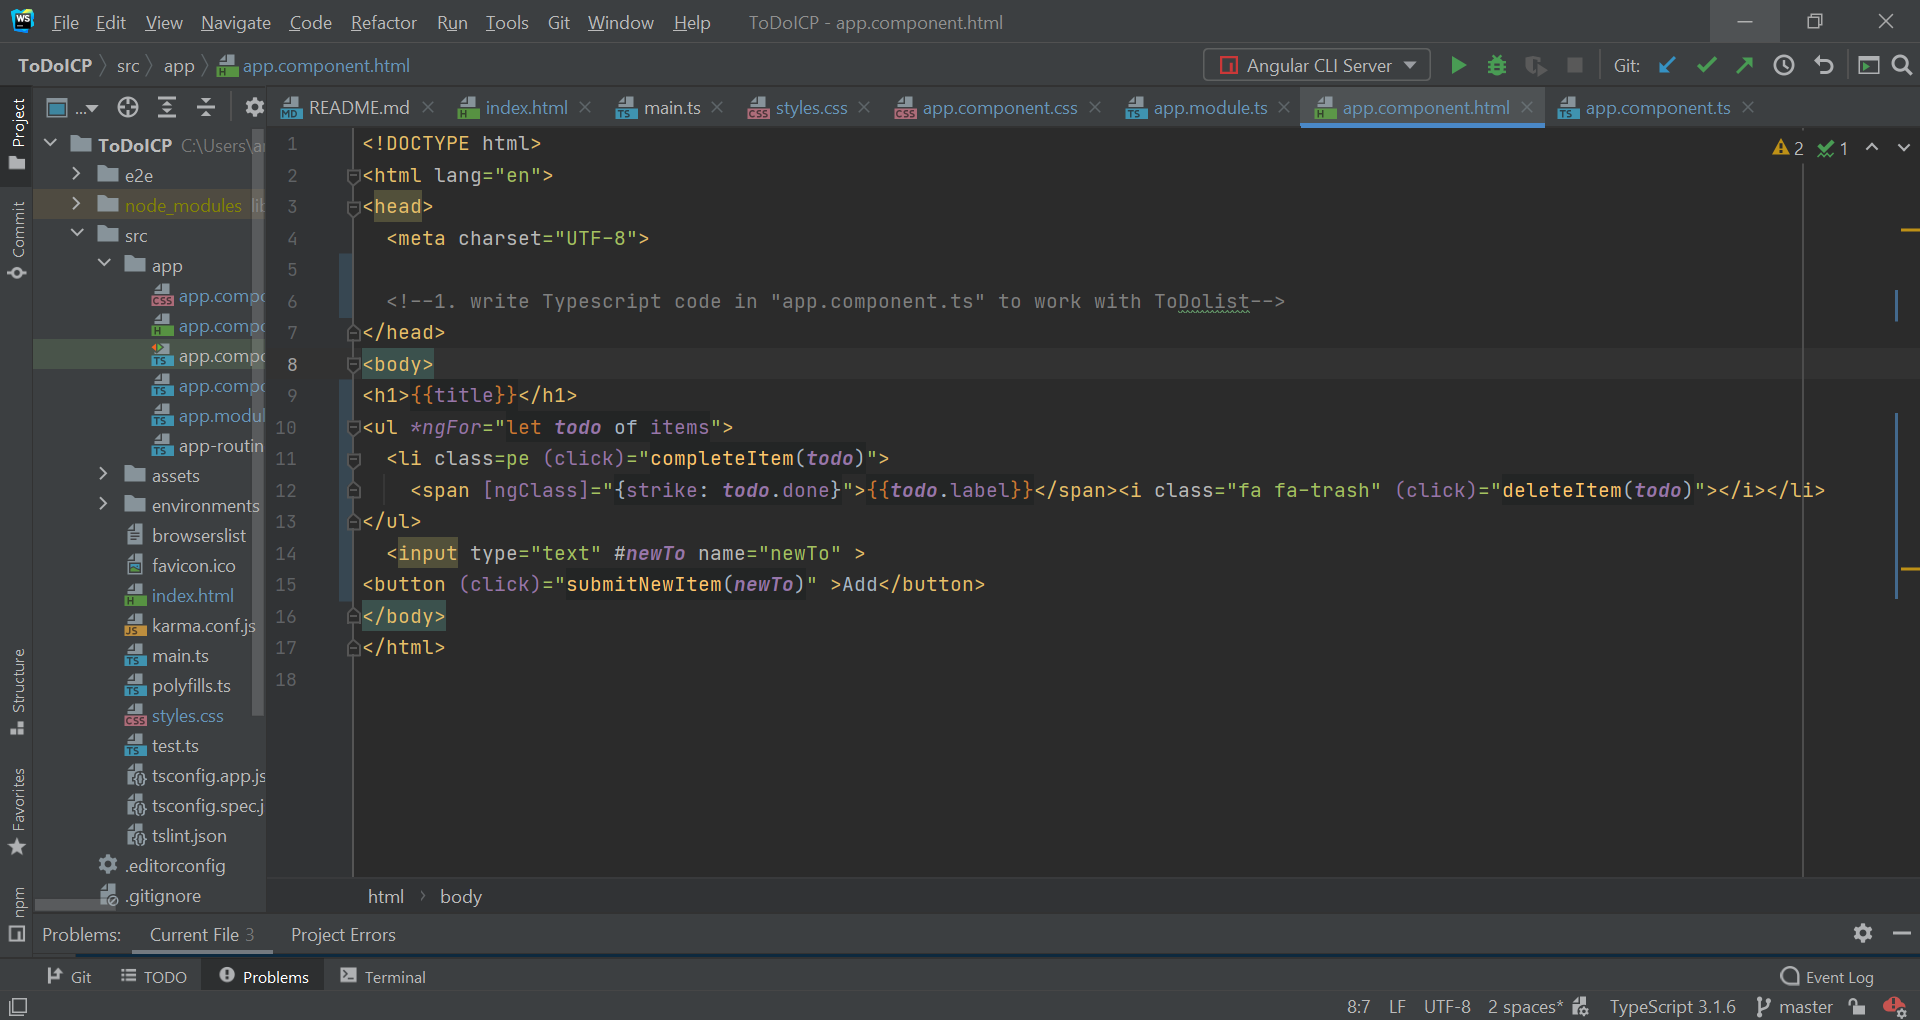 WS File Edit View Navigate Code Refactor Run Tools Git Window Help ToDoICP - app.component.html
ToDoICP src app app.component.html Angular CLI Server Git:
... README.md index.html main.ts styles.css app.component.css app.module.ts app.component.html app.component.ts
Project
Commit
Structure
Favorites
npm
ToDoICP C:\Users\a
e2e
node_modules lib
src
app
app.compo
app.compo
app.compo
app.compo
app.modul
app-routin
assets
environments
browserslist
favicon.ico
index.html
karma.conf.js
main.ts
polyfills.ts
styles.css
test.ts
tsconfig.app.js
tsconfig.spec.j
tslint.json
.editorconfig
.gitignore
2 1
1 <!DOCTYPE html>
2 <html lang="en">
3 <head>
4 <meta charset="UTF-8">
5
6 <!--1. write Typescript code in "app.component.ts" to work with ToDolist-->
7 </head>
8 <body>
9 <h1>{{title}}</h1>
10 <ul *ngFor="let todo of items">
11 <li class=pe (click)="completeItem(todo)">
12 <span [ngClass]="{strike: todo.done}">{{todo.label}}</span><i class="fa fa-trash" (click)="deleteItem(todo)"></i></li>
13 </ul>
14 <input type="text" #newTo name="newTo" >
15 <button (click)="submitNewItem(newTo)" >Add</button>
16 </body>
17 </html>
18
html body
Problems: Current File 3 Project Errors
Git TODO Problems Terminal Event Log
8:7 LF UTF-8 2 spaces* TypeScript 3.1.6 master